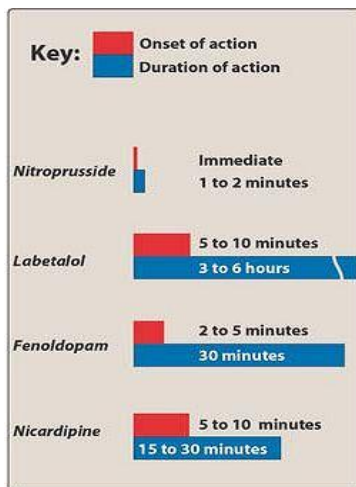 Key:
Onset of action
Duration of action
Nitroprusside
Immediate
1 to 2 minutes
Labetalol
5 to 10 minutes
3 to 6 hours
Fenoldopam
2 to 5 minutes
30 minutes
Nicardipine
5 to 10 minutes
15 to 30 minutes